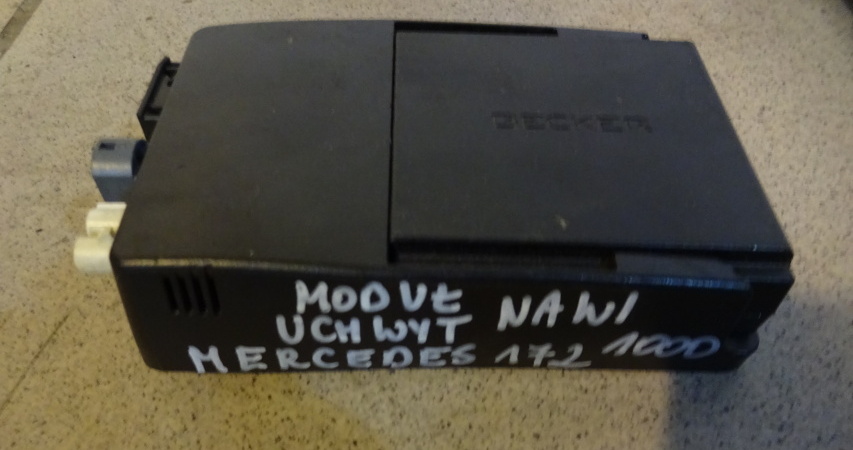 BECKER
MODUŁ NAWI
UCHWYT
MERCEDES 172 1000